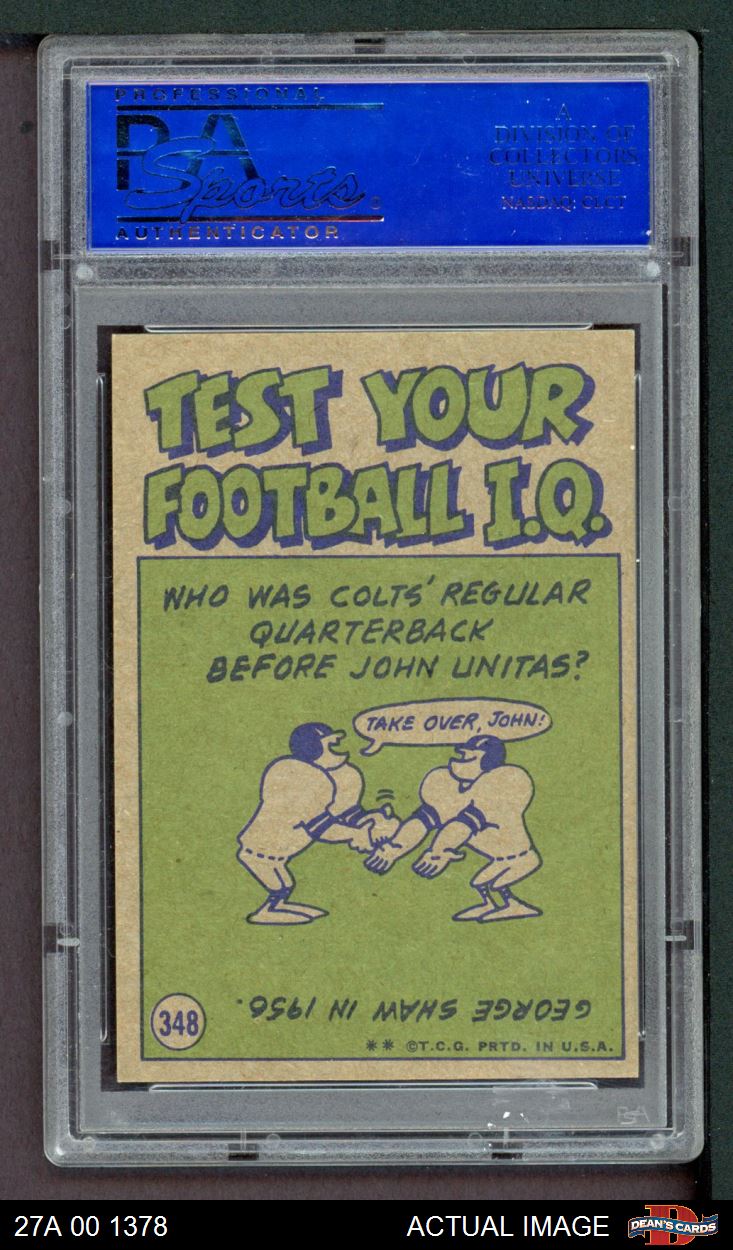 PROFESSIONAL
PSA
Sports
AUTHENTICATOR
A
DIVISION OF
COLLECTORS
UNIVERSE
NASDAQ: CLCT
TEST YOUR
FOOTBALL I.Q.
WHO WAS COLTS' REGULAR
QUARTERBACK
BEFORE JOHN UNITAS?
TAKE OVER, JOHN!
GEORGE SHAW IN 1956.
348
** ©T.C.G. PRTD. IN U.S.A.
PSA
27A 00 1378
ACTUAL IMAGE
DEAN'S CARDS